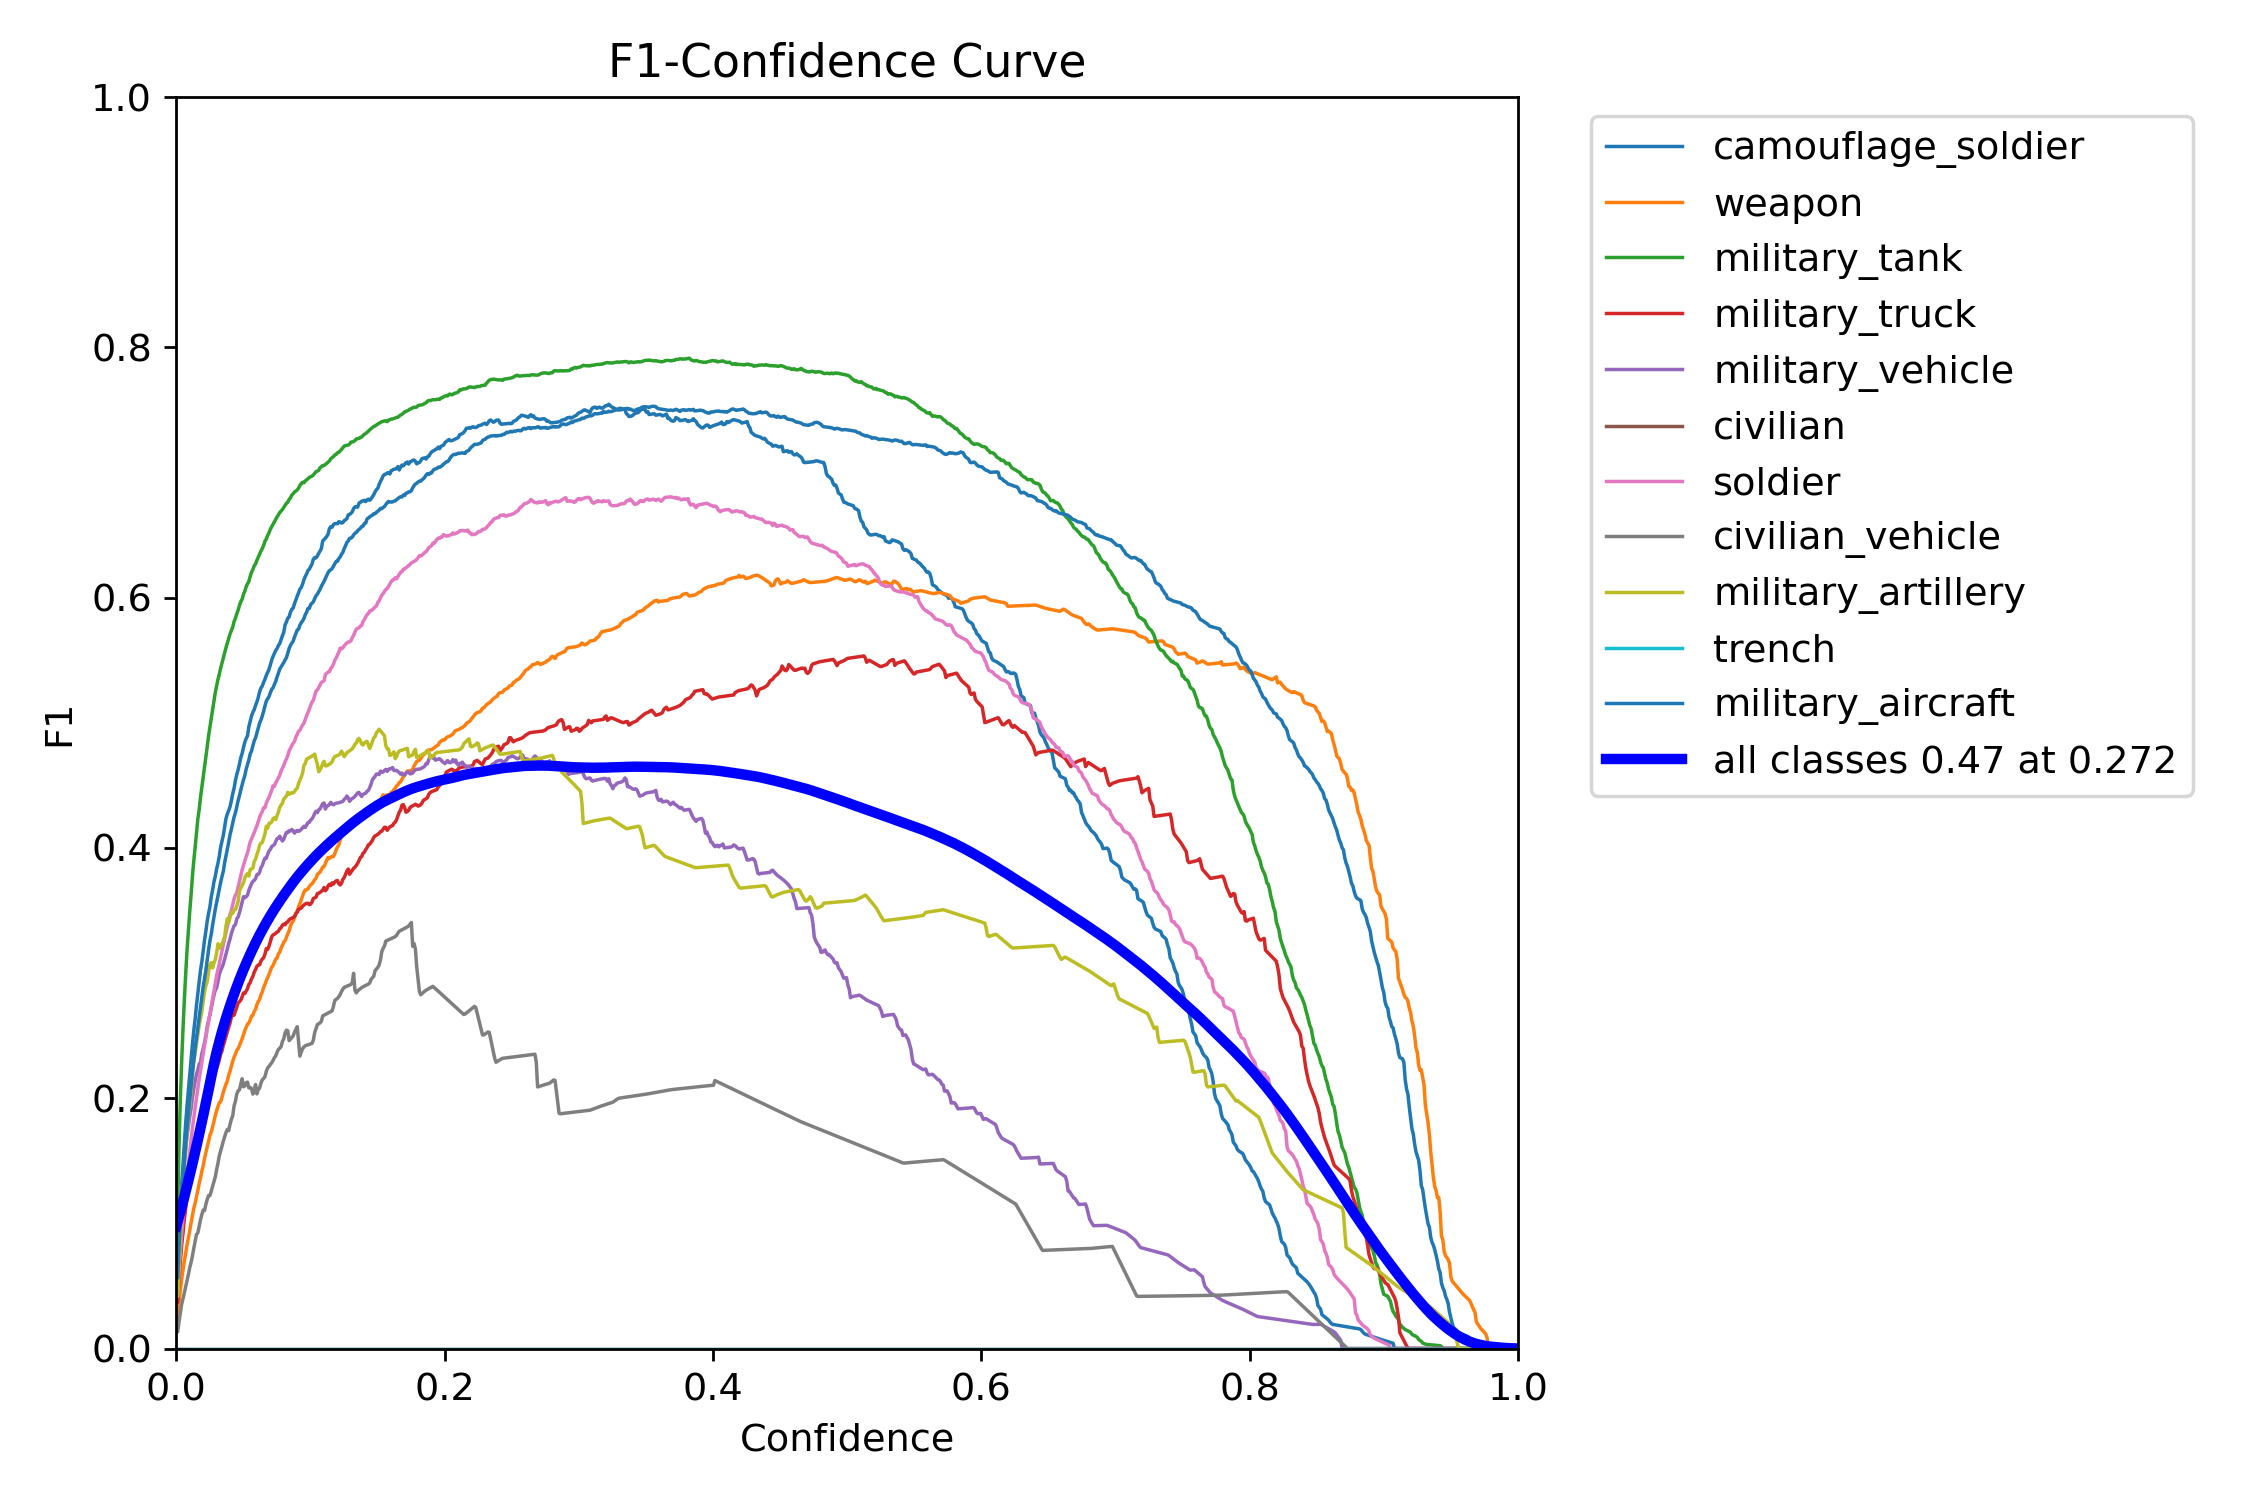 F1-Confidence Curve
1.0
0.8
0.6
0.4
0.2
0.0
F1
0.0 0.2 0.4 0.6 0.8 1.0
Confidence
camouflage_soldier
weapon
military_tank
military_truck
military_vehicle
civilian
soldier
civilian_vehicle
military_artillery
trench
military_aircraft
all classes 0.47 at 0.272